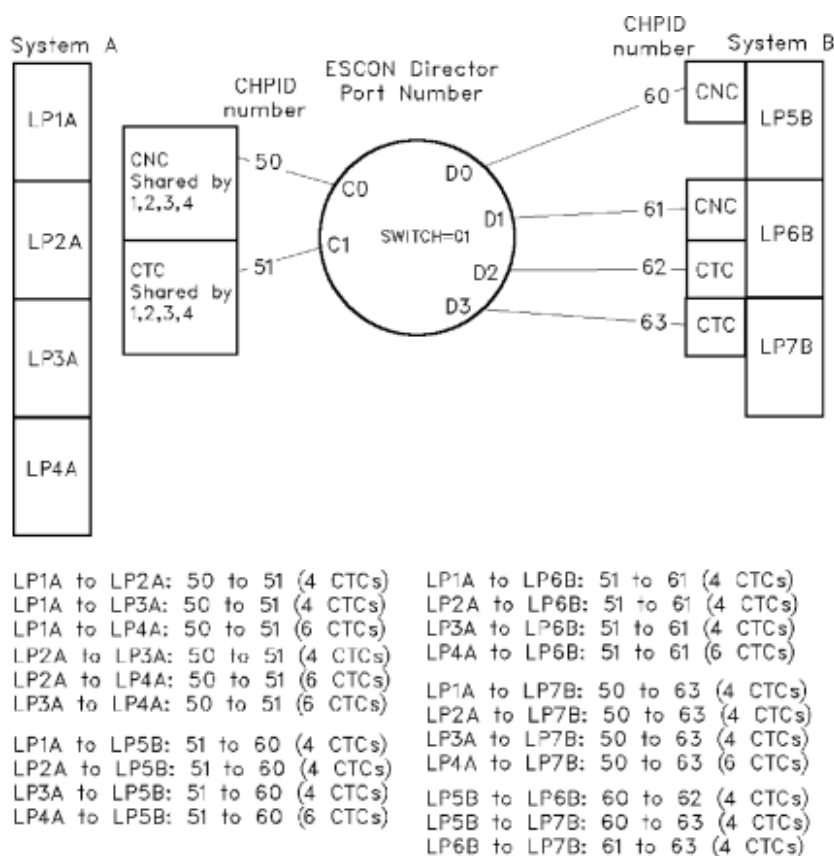 System A
LP1A
LP2A
LP3A
LP4A
CHPID
number
CNC
Shared by
1,2,3,4
CTC
Shared by
1,2,3,4
50
51
ESCON Director
Port Number
C0
C1
SWITCH=01
D0
D1
D2
D3
CHPID
number
System B
60
61
62
63
CNC
CNC
CTC
CTC
LP5B
LP6B
LP7B
LP1A to LP2A: 50 to 51 (4 CTCs)
LP1A to LP3A: 50 to 51 (4 CTCs)
LP1A to LP4A: 50 to 51 (6 CTCs)
LP2A to LP3A: 50 to 51 (4 CTCs)
LP2A to LP4A: 50 to 51 (6 CTCs)
LP3A to LP4A: 50 to 51 (6 CTCs)
LP1A to LP5B: 51 to 60 (4 CTCs)
LP2A to LP5B: 51 to 60 (4 CTCs)
LP3A to LP5B: 51 to 60 (4 CTCs)
LP4A to LP5B: 51 to 60 (6 CTCs)
LP1A to LP6B: 51 to 61 (4 CTCs)
LP2A to LP6B: 51 to 61 (4 CTCs)
LP3A to LP6B: 51 to 61 (4 CTCs)
LP4A to LP6B: 51 to 61 (6 CTCs)
LP1A to LP7B: 50 to 63 (4 CTCs)
LP2A to LP7B: 50 to 63 (4 CTCs)
LP3A to LP7B: 50 to 63 (4 CTCs)
LP4A to LP7B: 50 to 63 (6 CTCs)
LP5B to LP6B: 60 to 62 (4 CTCs)
LP5B to LP7B: 60 to 63 (4 CTCs)
LP6B to LP7B: 61 to 63 (4 CTCs)